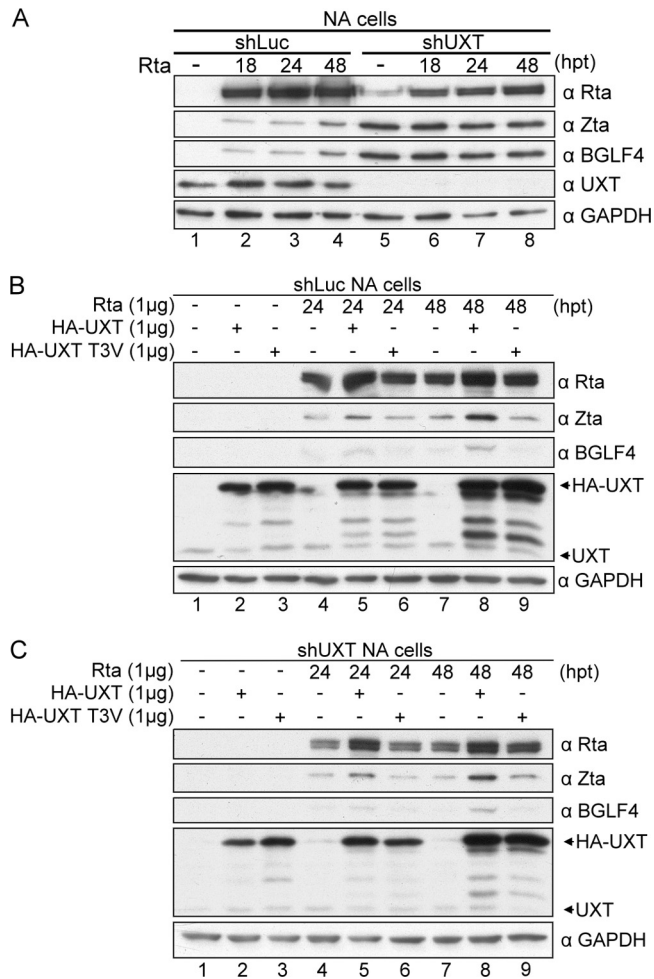 A
NA cells
shLuc shUXT
Rta - 18 24 48 - 18 24 48 (hpt)
α Rta
α Zta
α BGLF4
α UXT
α GAPDH
1 2 3 4 5 6 7 8
B
shLuc NA cells
Rta (1µg) - - - 24 24 24 48 48 48 (hpt)
HA-UXT (1µg) - + - - + - - + -
HA-UXT T3V (1µg) - - + - - + - - +
α Rta
α Zta
α BGLF4
HA-UXT
UXT
α GAPDH
1 2 3 4 5 6 7 8 9
C
shUXT NA cells
Rta (1µg) - - - 24 24 24 48 48 48 (hpt)
HA-UXT (1µg) - + - - + - - + -
HA-UXT T3V (1µg) - - + - - + - - +
α Rta
α Zta
α BGLF4
HA-UXT
UXT
α GAPDH
1 2 3 4 5 6 7 8 9